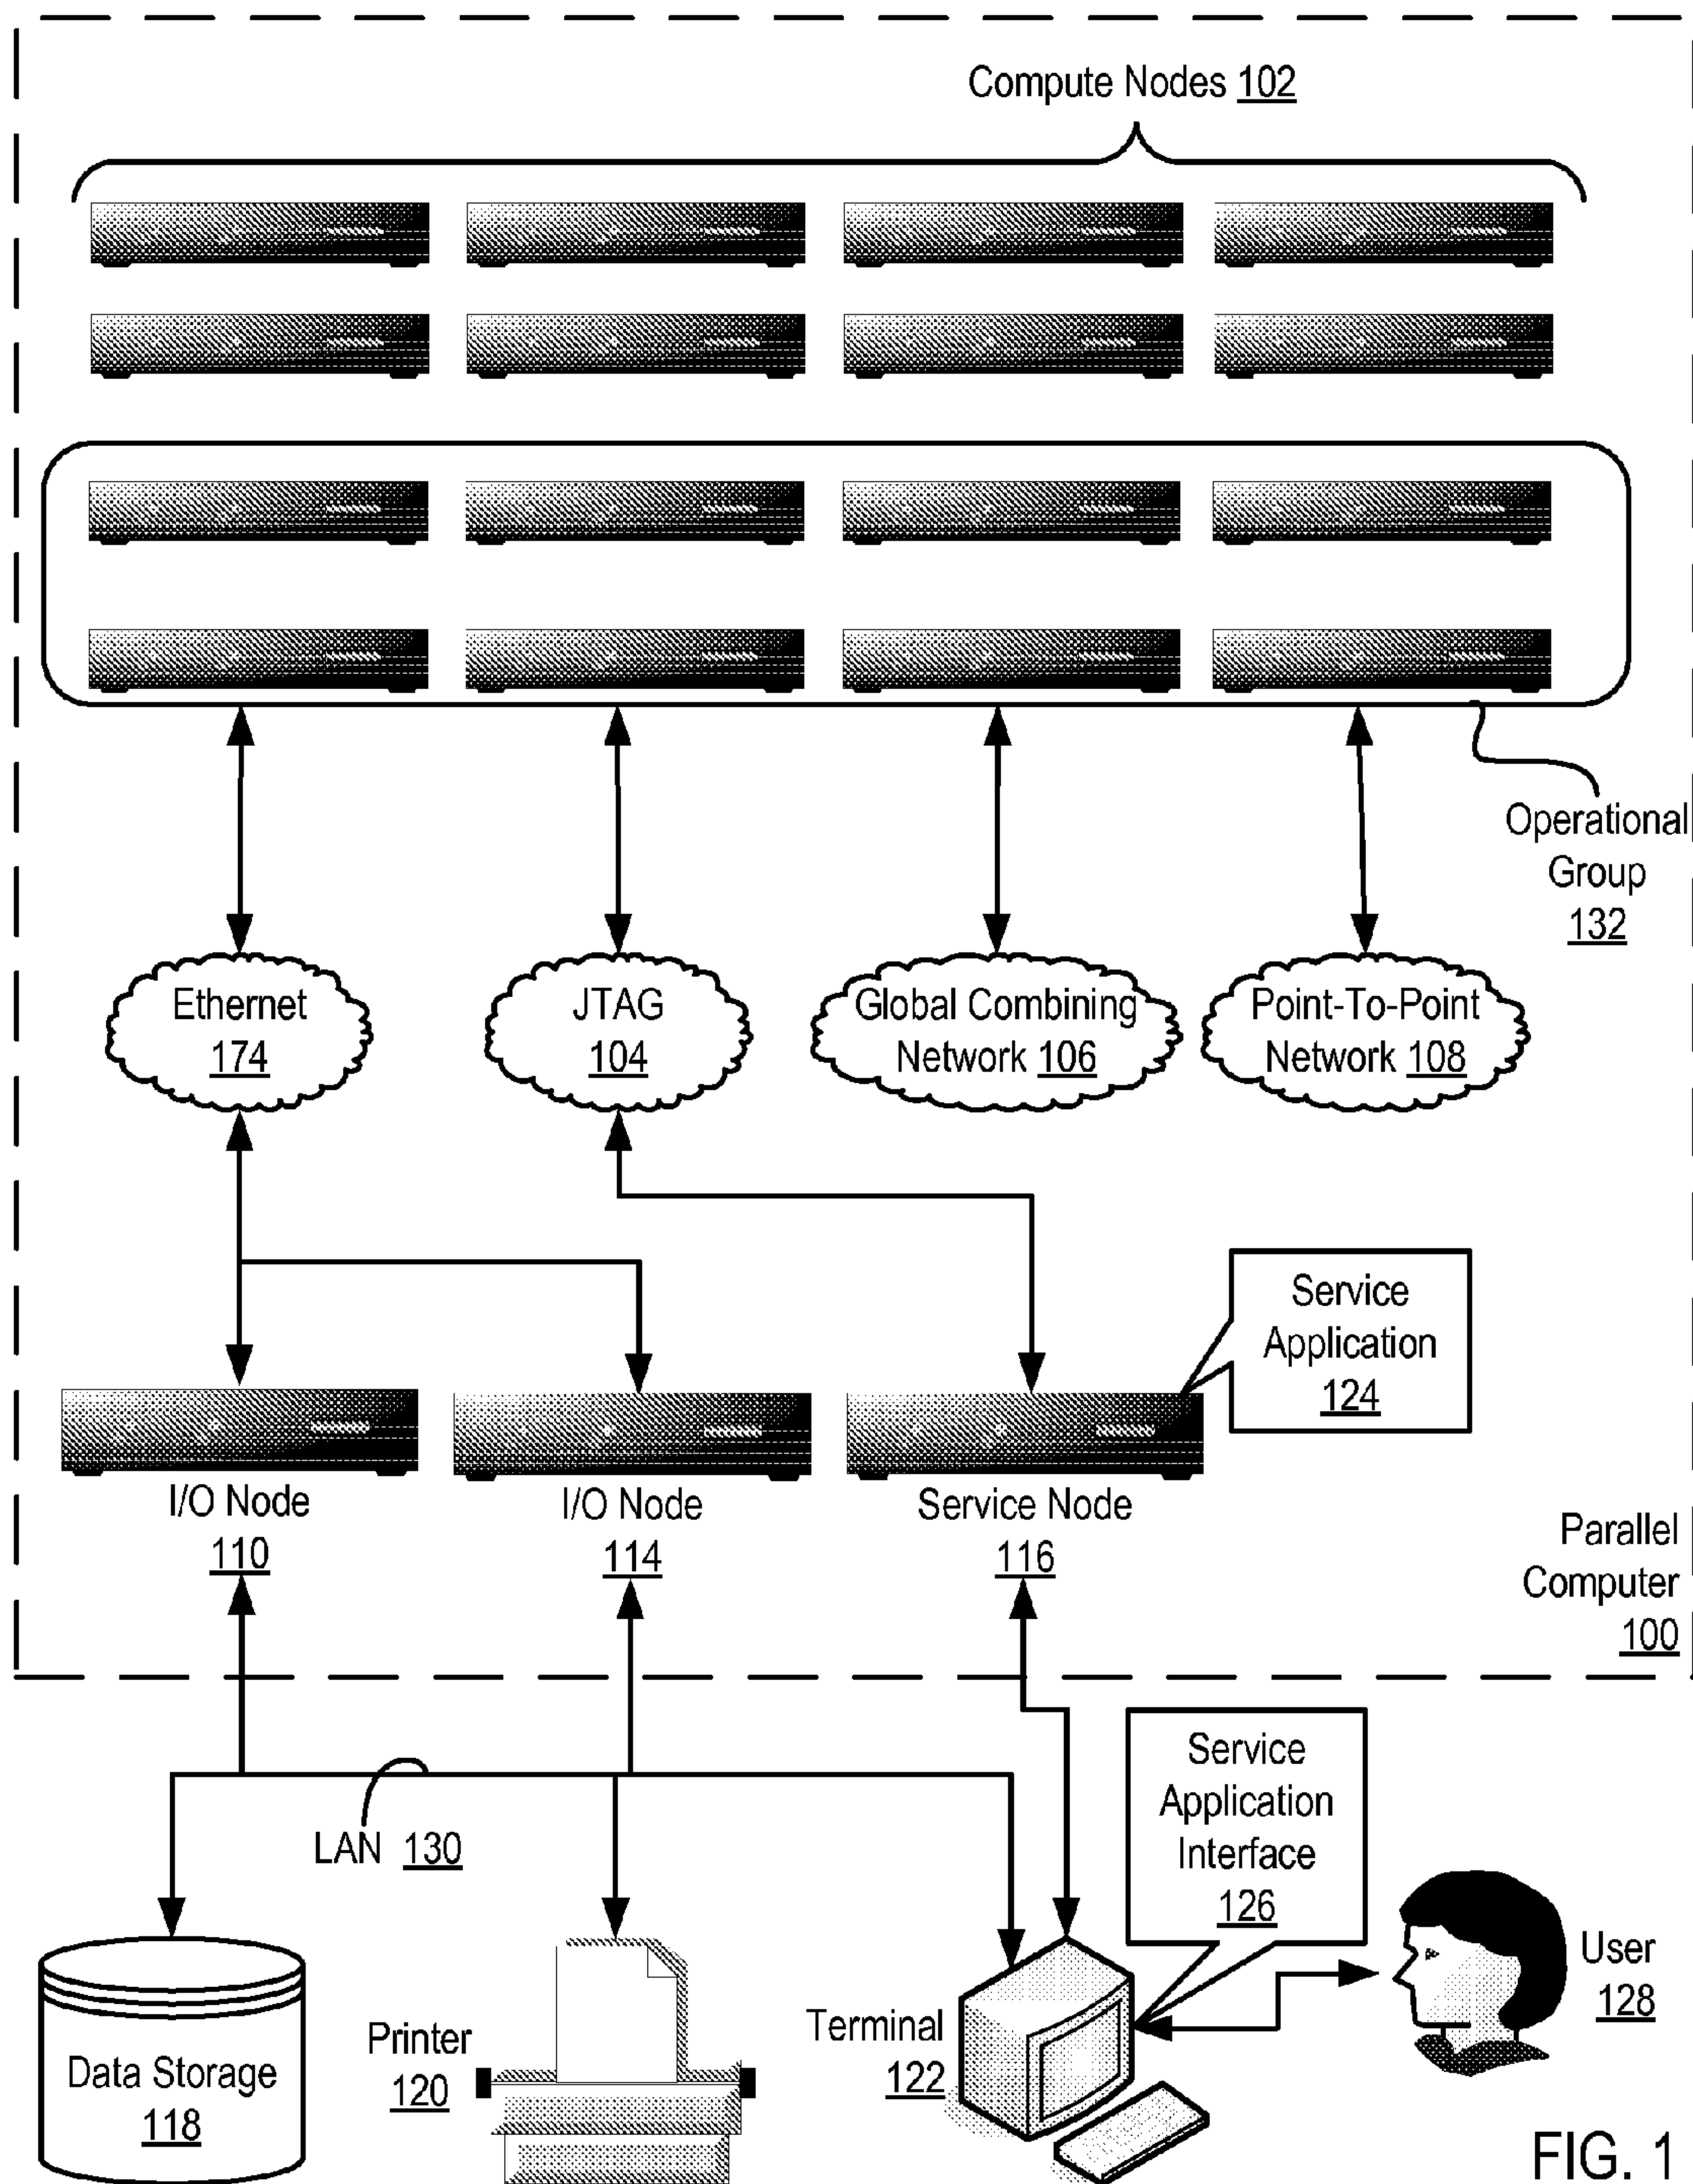 Compute Nodes 102
Operational
Group
132
Ethernet
174
JTAG
104
Global Combining
Network 106
Point-To-Point
Network 108
Service
Application
124
I/O Node
110
I/O Node
114
Service Node
116
Parallel
Computer
100
Service
Application
Interface
126
LAN 130
User
128
Data Storage
118
Printer
120
Terminal
122
FIG. 1